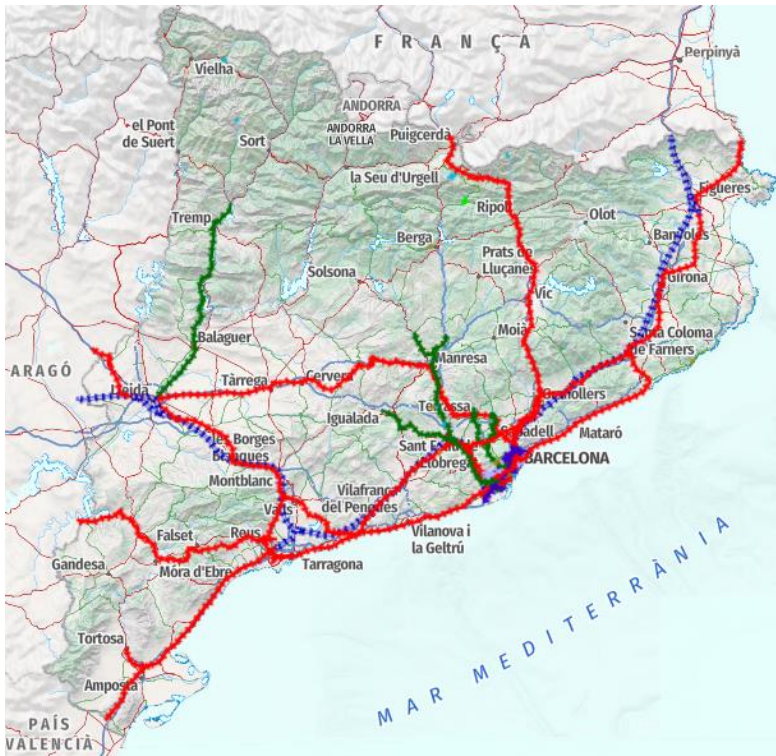 FRANÇA
Perpinyà
Vielha
ANDORRA
ANDORRA
LA VELLA
el Pont
de Suert
Sort
Puigcerdà
la Seu d'Urgell
Figueres
Tremp
Ripoll
Olot
Banyoles
Berga
Prats de
Lluçanès
Solsona
Girona
Vic
Balaguer
Moià
Santa Coloma
de Farners
ARAGÓ
Manresa
Lleida
Tàrrega
Cervera
Granollers
Terrassa
Igualada
Sabadell
Mataró
les Borges
Blanques
Sant Feliu de
Llobregat
BARCELONA
Montblanc
Vilafranca
del Penedès
Valls
Vilanova i
la Geltrú
Falset
Reus
Gandesa
Móra d'Ebre
Tarragona
Tortosa
Amposta
MAR MEDITERRÀNIA
PAÍS
VALENCIÀ